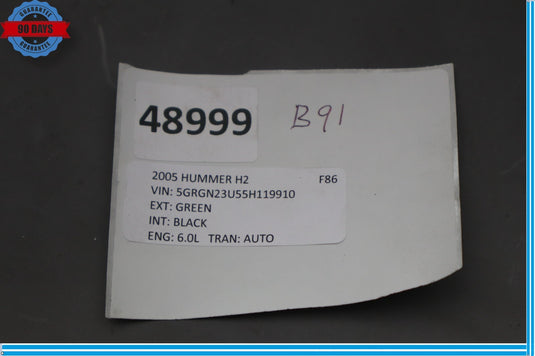 GUARANTEE
90 DAYS
GUARANTEE
48999
B91
2005 HUMMER H2 F86
VIN: 5GRGN23U55H119910
EXT: GREEN
INT: BLACK
ENG: 6.0L TRAN: AUTO